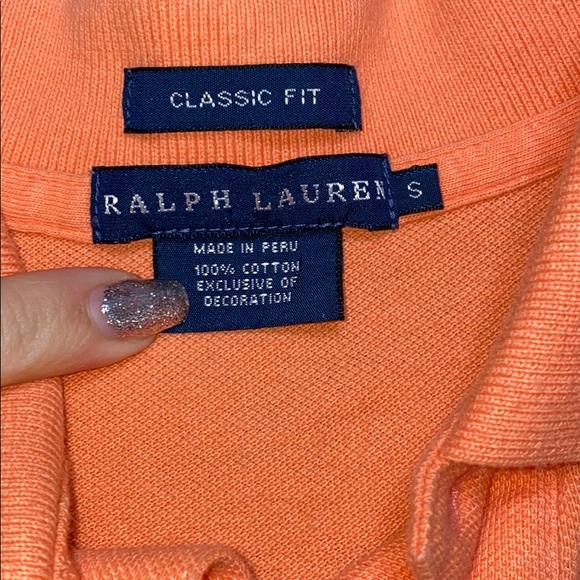 CLASSIC FIT
RALPH LAUREN S
MADE IN PERU
100% COTTON
EXCLUSIVE OF
DECORATION